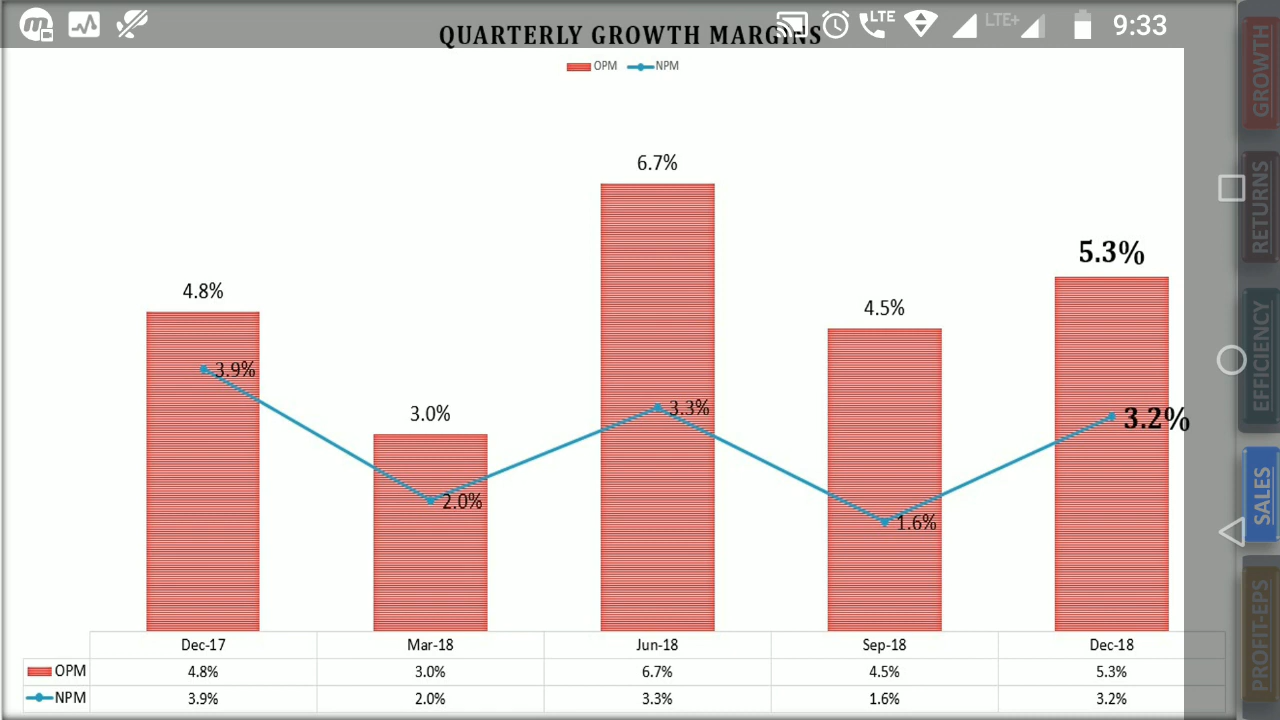 LTE LTE+ 9:33
QUARTERLY GROWTH MARGINS
OPM NPM
6.7%
5.3%
4.8%
4.5%
3.9%
3.0%
3.3%
3.2%
2.0%
1.6%
Dec-17 Mar-18 Jun-18 Sep-18 Dec-18
OPM 4.8% 3.0% 6.7% 4.5% 5.3%
NPM 3.9% 2.0% 3.3% 1.6% 3.2%
GROWTH
RETURNS
EFFICIENCY
SALES
PROFIT-EPS